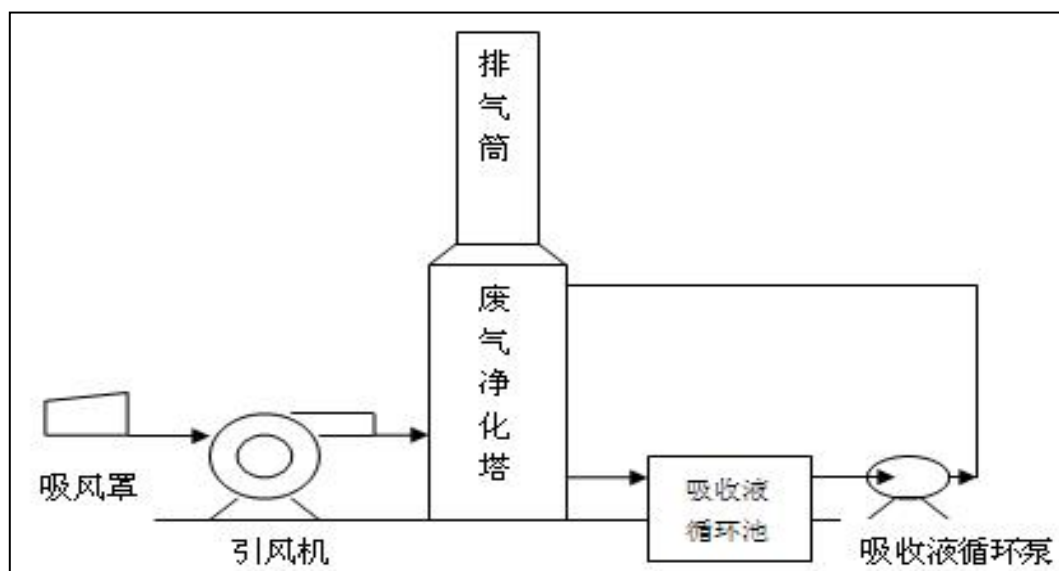 排气筒
废气净化塔
吸风罩
引风机
吸收液
循环池
吸收液循环泵